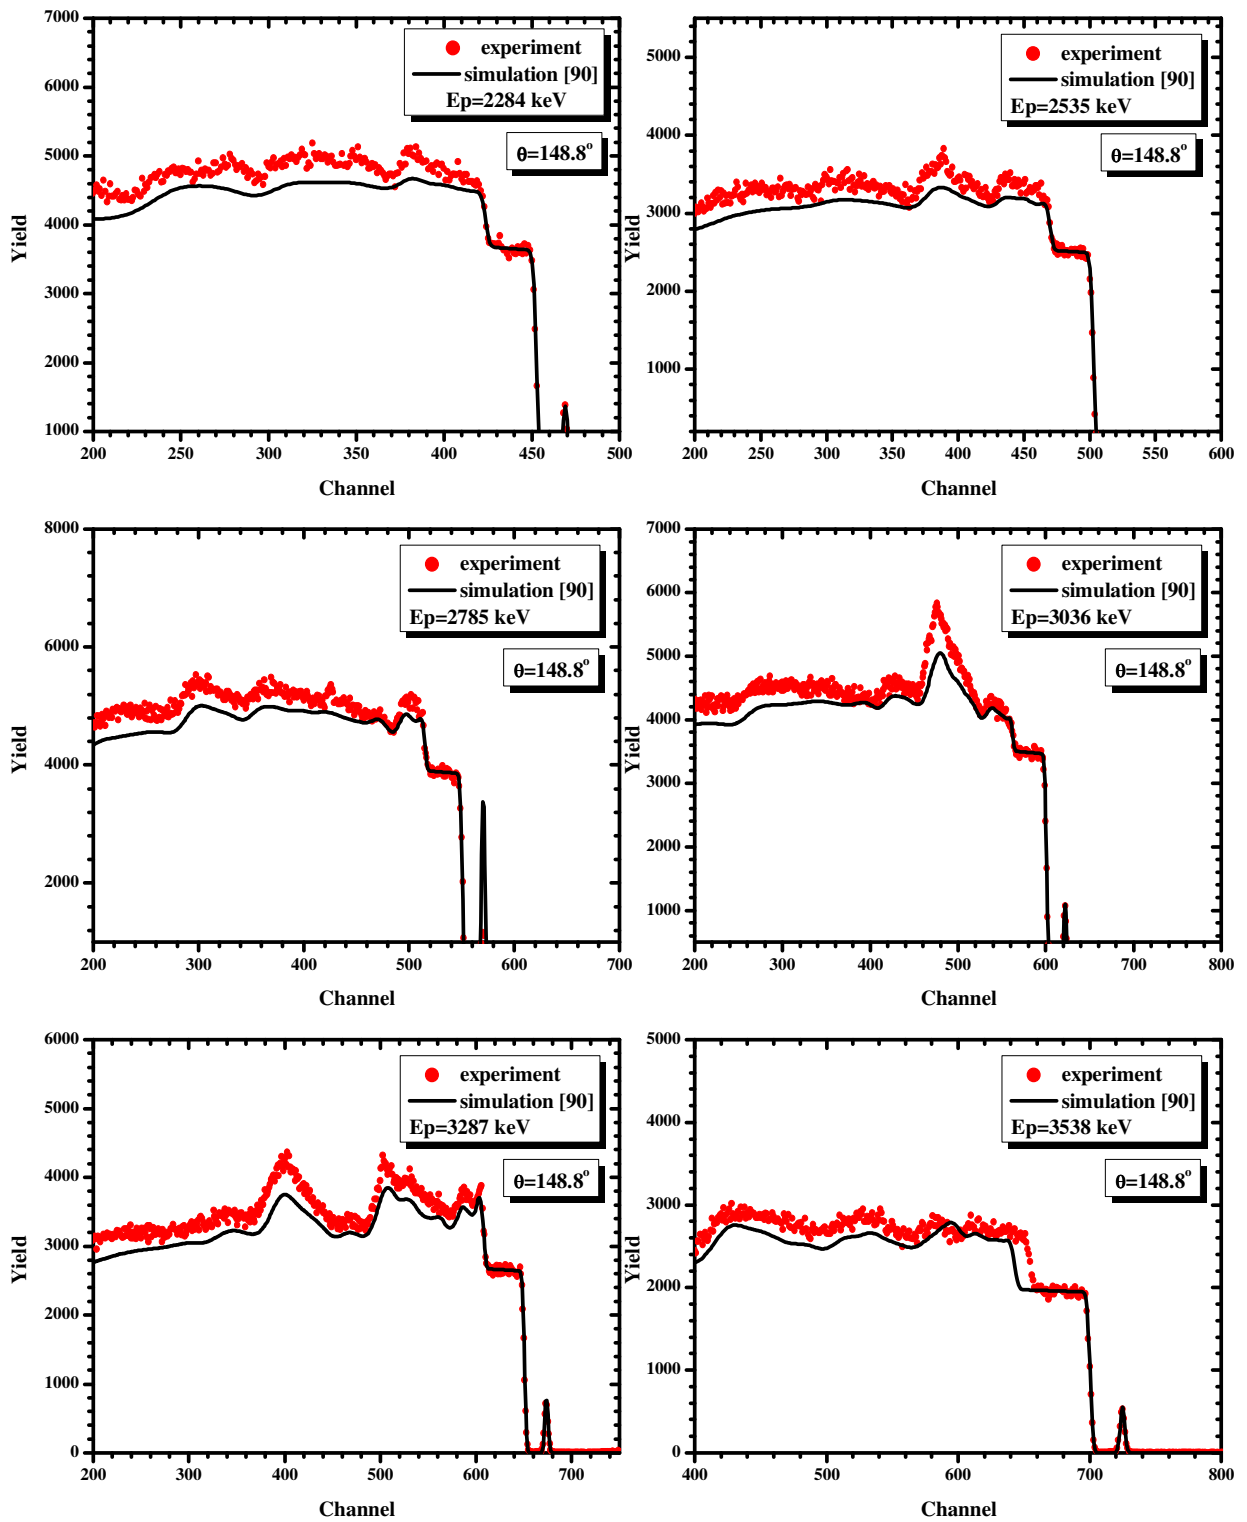 7000
6000
5000
4000
3000
2000
1000
200 250 300 350 400 450 500
Yield
Channel
experiment
simulation [90]
Ep=2284 keV
θ=148.8°
5000
4000
3000
2000
1000
200 250 300 350 400 450 500 550 600
Yield
Channel
experiment
simulation [90]
Ep=2535 keV
θ=148.8°
8000
6000
4000
2000
200 300 400 500 600 700
Yield
Channel
experiment
simulation [90]
Ep=2785 keV
θ=148.8°
7000
6000
5000
4000
3000
2000
1000
200 300 400 500 600 700 800
Yield
Channel
experiment
simulation [90]
Ep=3036 keV
θ=148.8°
6000
5000
4000
3000
2000
1000
0
200 300 400 500 600 700
Yield
Channel
experiment
simulation [90]
Ep=3287 keV
θ=148.8°
5000
4000
3000
2000
1000
0
400 500 600 700 800
Yield
Channel
experiment
simulation [90]
Ep=3538 keV
θ=148.8°